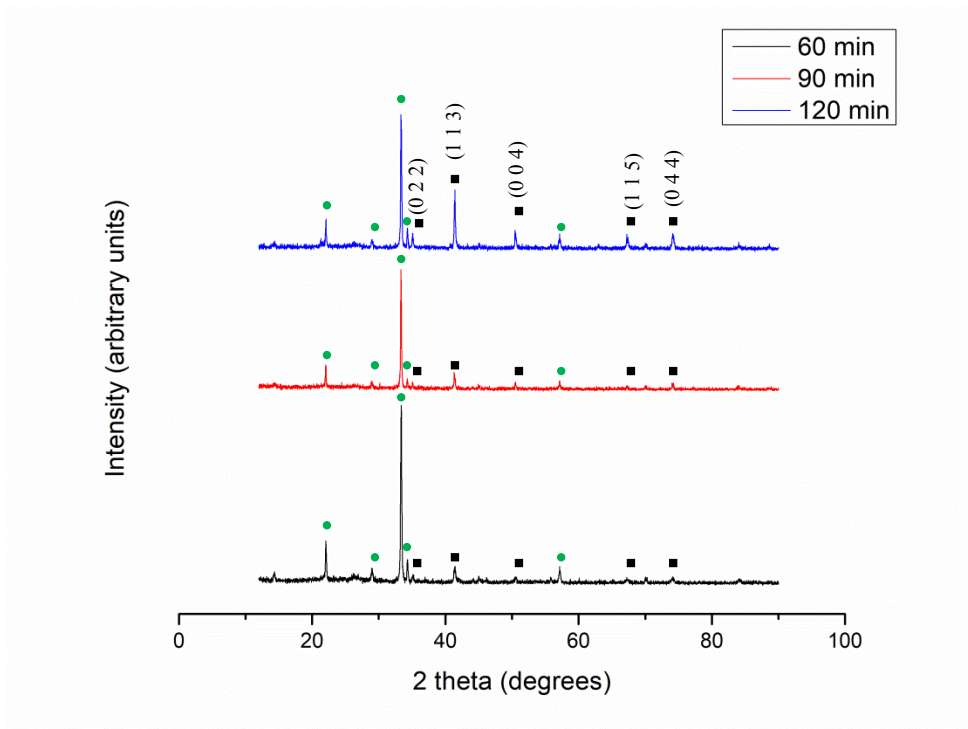 60 min
90 min
120 min
(0 2 2)
(1 1 3)
(0 0 4)
(1 1 5)
(0 4 4)
Intensity (arbitrary units)
0 20 40 60 80 100
2 theta (degrees)